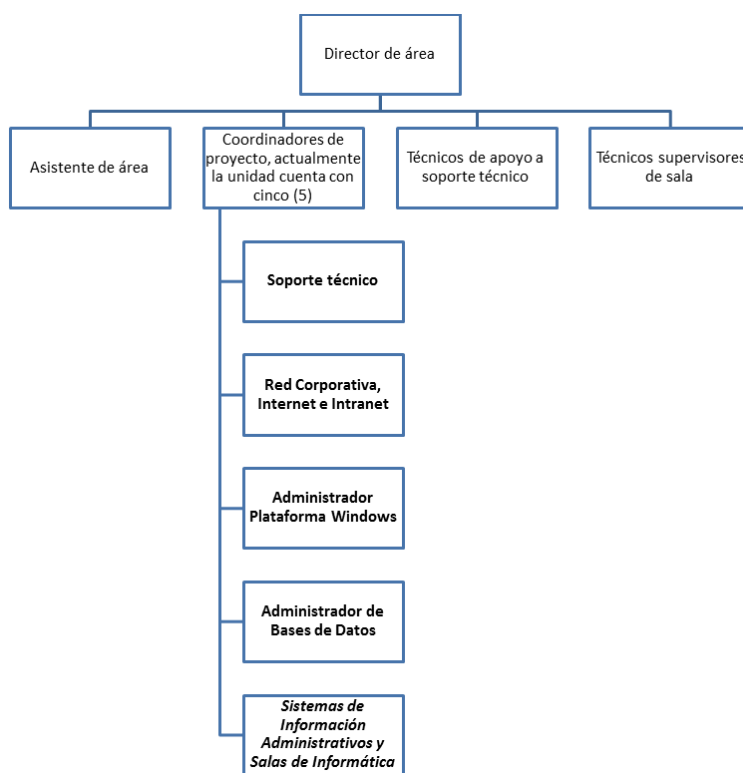 Director de área
Asistente de área
Coordinadores de
proyecto, actualmente
la unidad cuenta con
cinco (5)
Técnicos de apoyo a
soporte técnico
Técnicos supervisores
de sala
Soporte técnico
Red Corporativa,
Internet e Intranet
Administrador
Plataforma Windows
Administrador de
Bases de Datos
Sistemas de
Información
Administrativos y
Salas de Informática